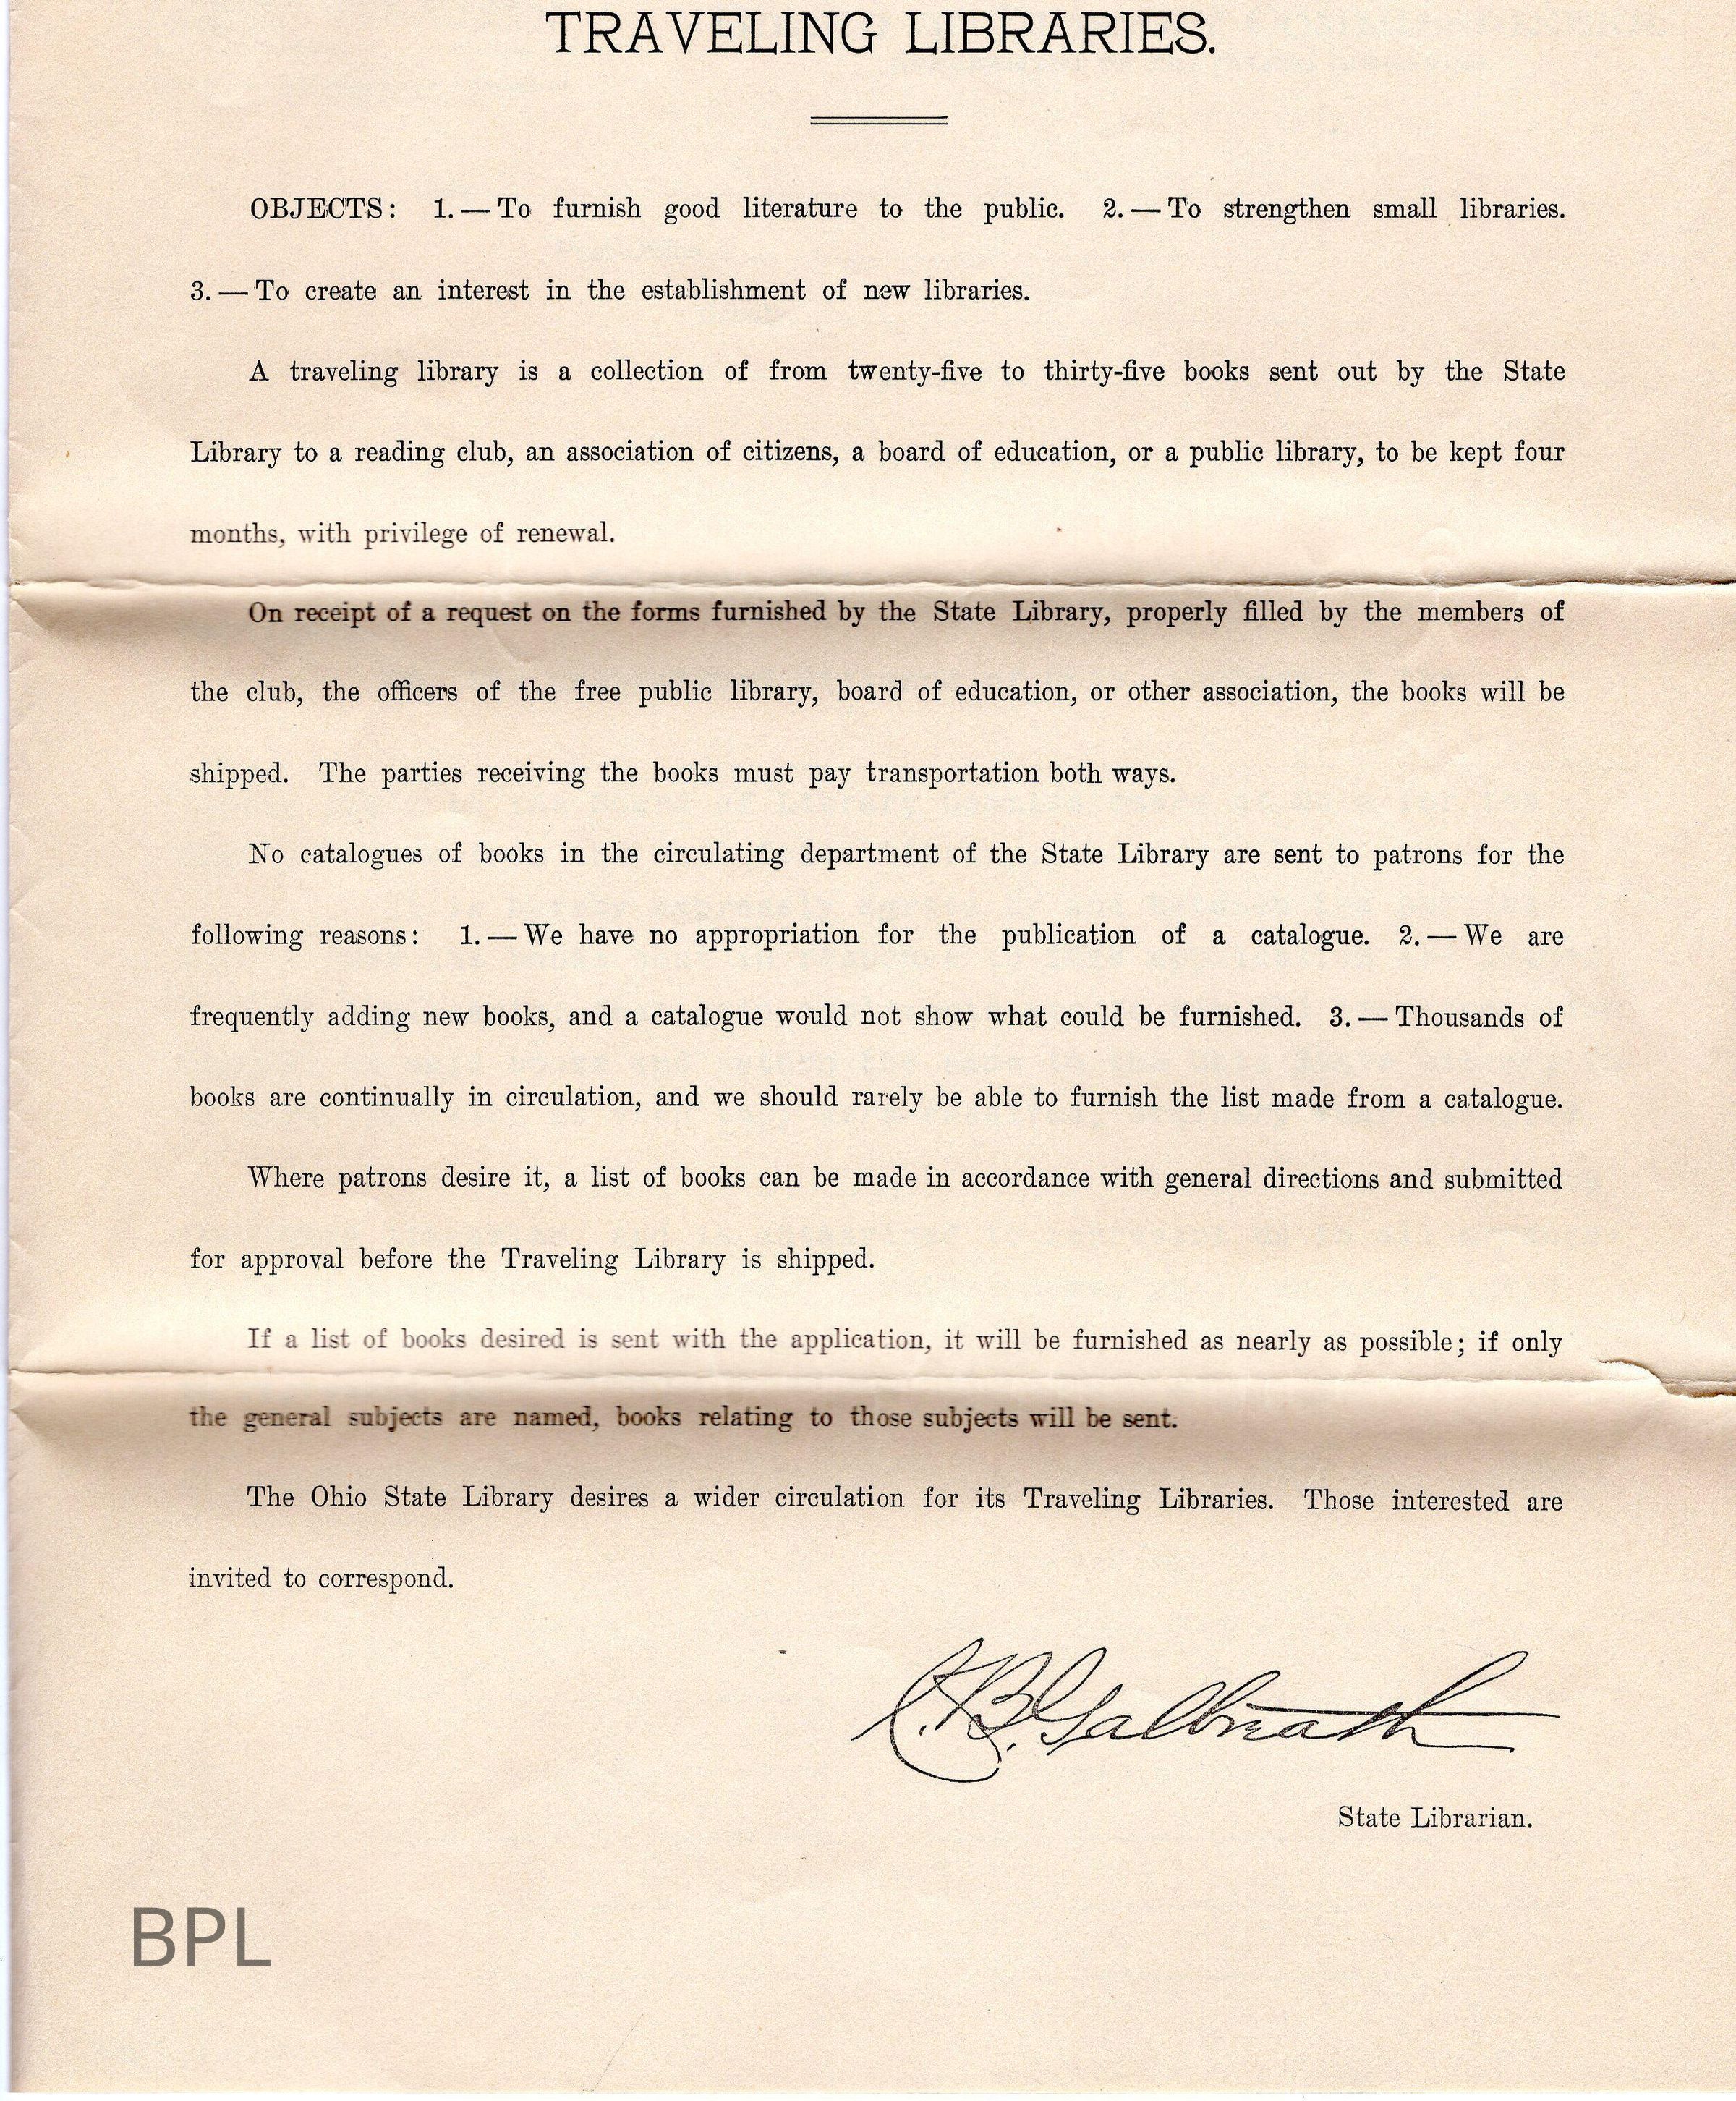 TRAVELING LIBRARIES.
OBJECTS: 1.—To furnish good literature to the public. 2.—To strengthen small libraries.
3.—To create an interest in the establishment of new libraries.
A traveling library is a collection of from twenty-five to thirty-five books sent out by the State
Library to a reading club, an association of citizens, a board of education, or a public library, to be kept four
months, with privilege of renewal.
On receipt of a request on the forms furnished by the State Library, properly filled by the members of
the club, the officers of the free public library, board of education, or other association, the books will be
shipped. The parties receiving the books must pay transportation both ways.
No catalogues of books in the circulating department of the State Library are sent to patrons for the
following reasons: 1.—We have no appropriation for the publication of a catalogue. 2.—We are
frequently adding new books, and a catalogue would not show what could be furnished. 3.—Thousands of
books are continually in circulation, and we should rarely be able to furnish the list made from a catalogue.
Where patrons desire it, a list of books can be made in accordance with general directions and submitted
for approval before the Traveling Library is shipped.
If a list of books desired is sent with the application, it will be furnished as nearly as possible; if only
the general subjects are named, books relating to those subjects will be sent.
The Ohio State Library desires a wider circulation for its Traveling Libraries. Those interested are
invited to correspond.
C. B. Galbreath
State Librarian.
BPL